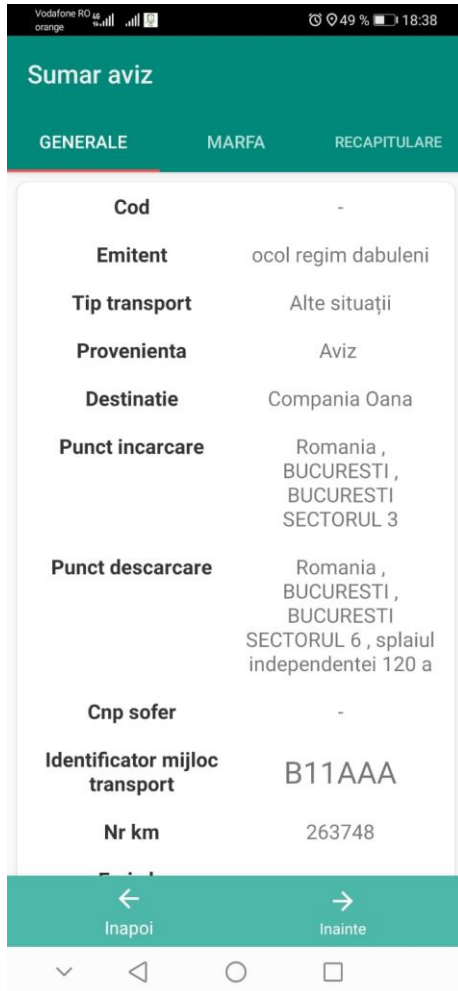 Vodafone RO
orange
49 % 18:38
Sumar aviz
GENERALE MARFA RECAPITULARE
Cod -
Emitent ocol regim dabuleni
Tip transport Alte situații
Provenienta Aviz
Destinatie Compania Oana
Punct incarcare Romania ,
BUCURESTI ,
BUCURESTI
SECTORUL 3
Punct descarcare Romania ,
BUCURESTI ,
BUCURESTI
SECTORUL 6 , splaiul
independentei 120 a
Cnp sofer -
Identificator mijloc
transport B11AAA
Nr km 263748
Inapoi Inainte